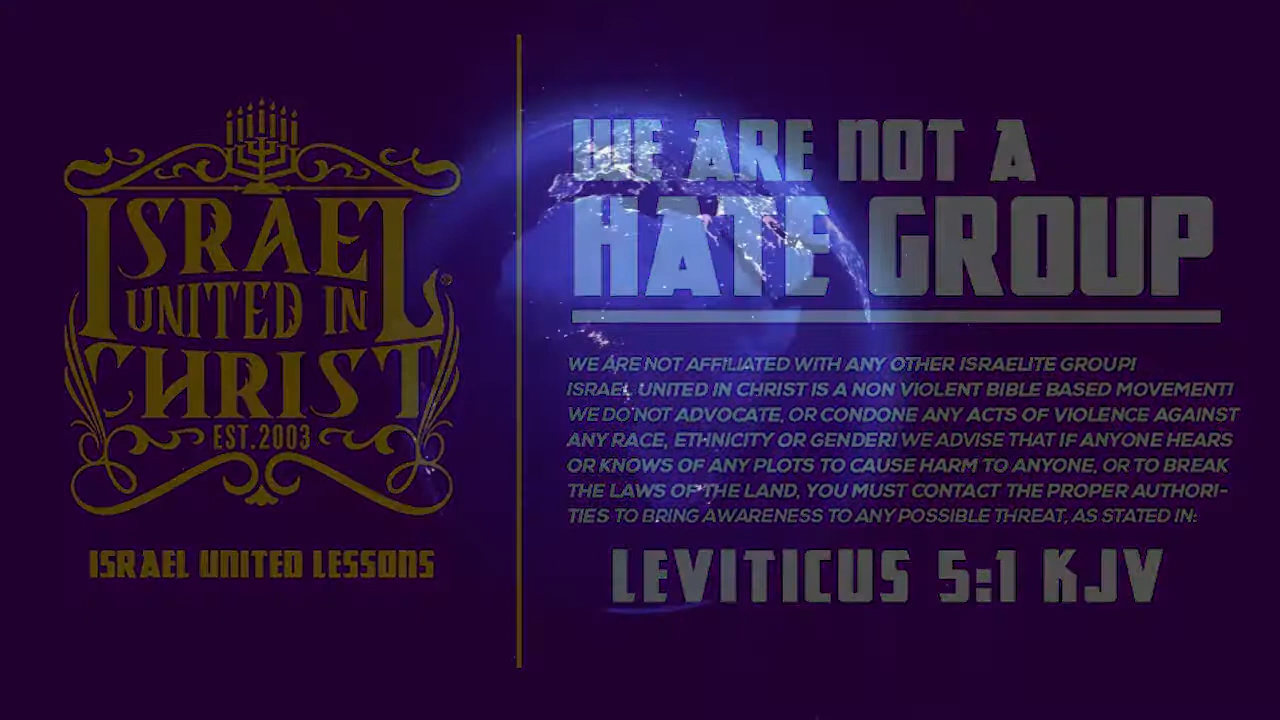 ISRAEL
UNITED IN
CHRIST
EST.2003
ISRAEL UNITED LESSONS
WE ARE NOT A
HATE GROUP
WE ARE NOT AFFILIATED WITH ANY OTHER ISRAELITE GROUP!
ISRAEL UNITED IN CHRIST IS A NON VIOLENT BIBLE BASED MOVEMENT!
WE DO NOT ADVOCATE, OR CONDONE ANY ACTS OF VIOLENCE AGAINST
ANY RACE, ETHNICITY OR GENDER! WE ADVISE THAT IF ANYONE HEARS
OR KNOWS OF ANY PLOTS TO CAUSE HARM TO ANYONE, OR TO BREAK
THE LAWS OF THE LAND, YOU MUST CONTACT THE PROPER AUTHORI-
TIES TO BRING AWARENESS TO ANY POSSIBLE THREAT, AS STATED IN:
LEVITICUS 5:1 KJV